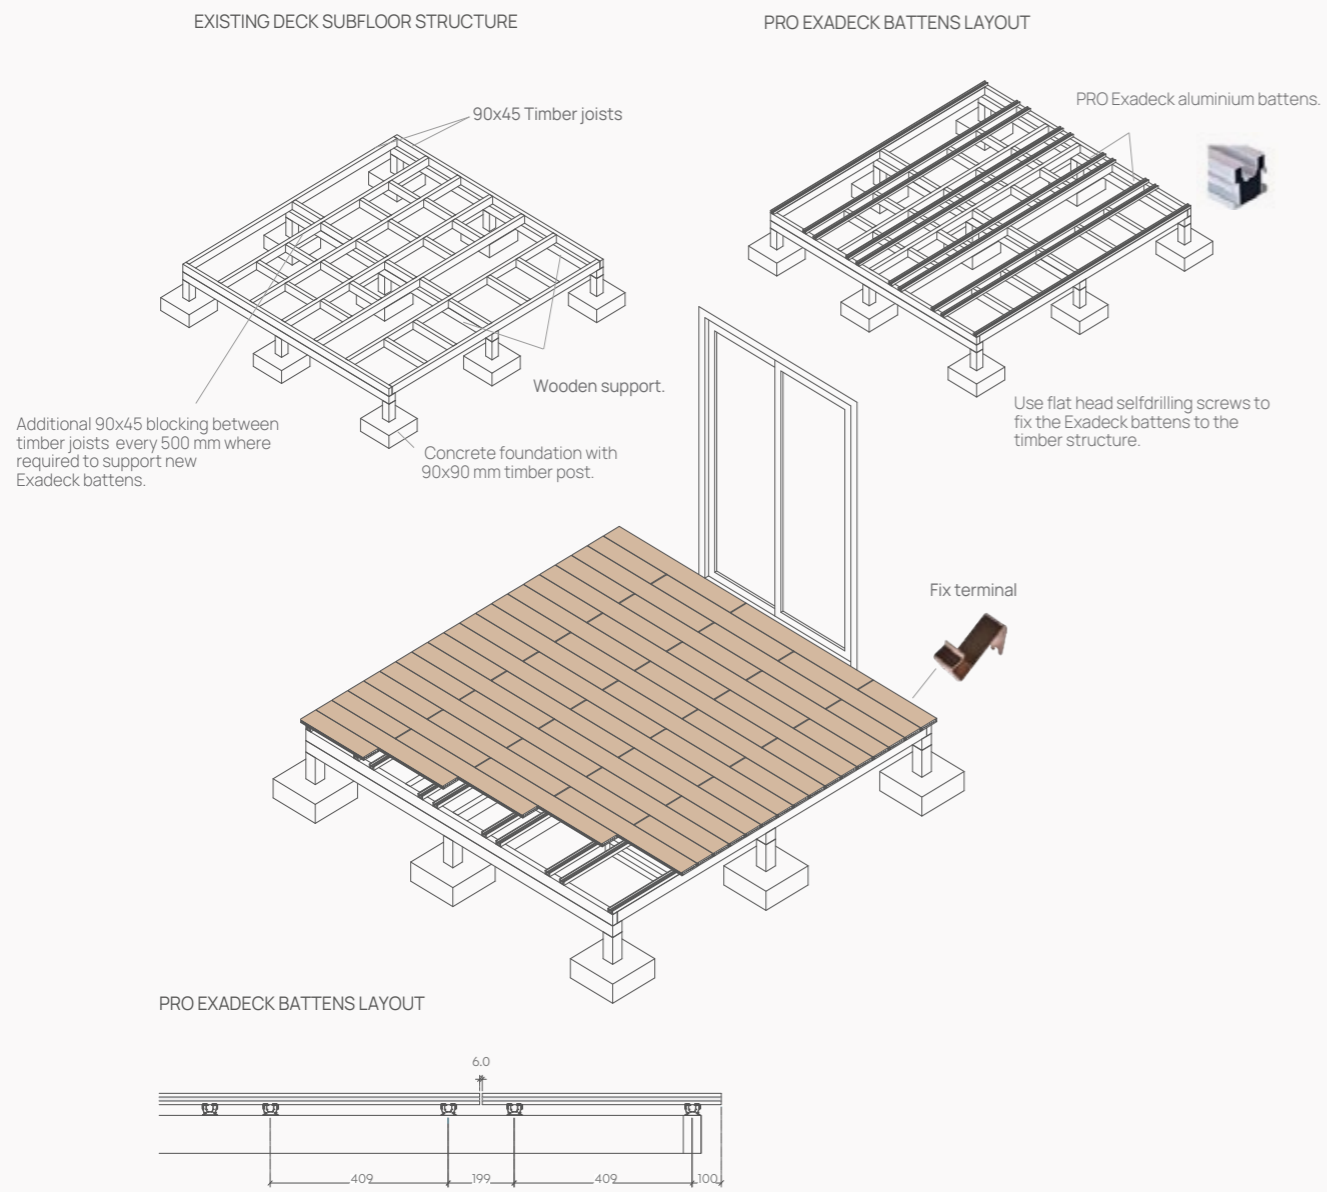 EXISTING DECK SUBFLOOR STRUCTURE
PRO EXADECK BATTENS LAYOUT
90x45 Timber joists
PRO Exadeck aluminium battens.
Wooden support.
Additional 90x45 blocking between
timber joists every 500 mm where
required to support new
Exadeck battens.
Concrete foundation with
90x90 mm timber post.
Use flat head selfdrilling screws to
fix the Exadeck battens to the
timber structure.
Fix terminal
PRO EXADECK BATTENS LAYOUT
6.0
409
199
409
100